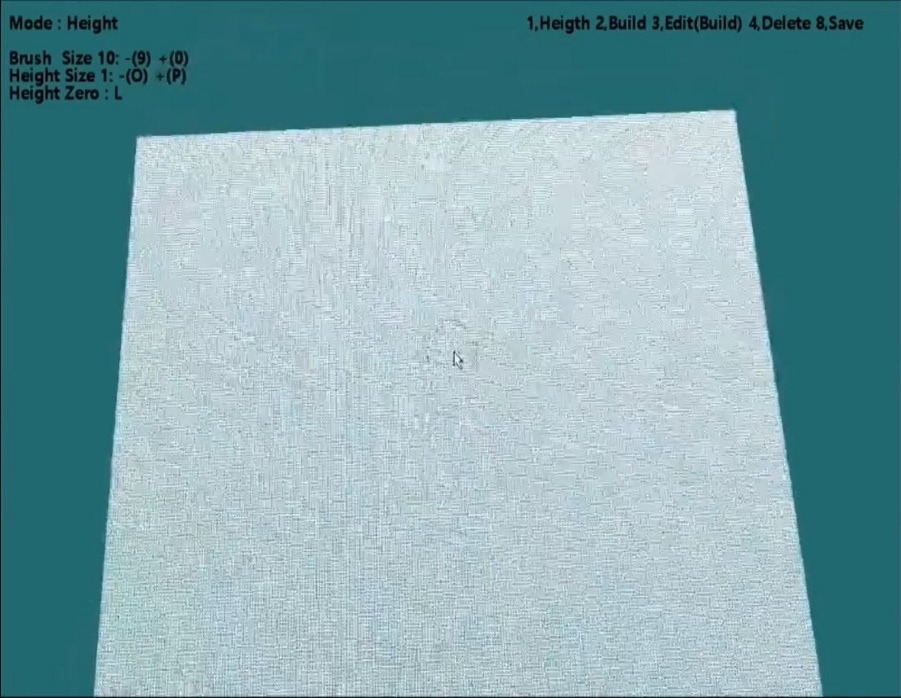 Mode : Height
1,Heigth 2,Build 3,Edit(Build) 4,Delete 8,Save
Brush Size 10: -(9) +(0)
Height Size 1: -(O) +(P)
Height Zero : L